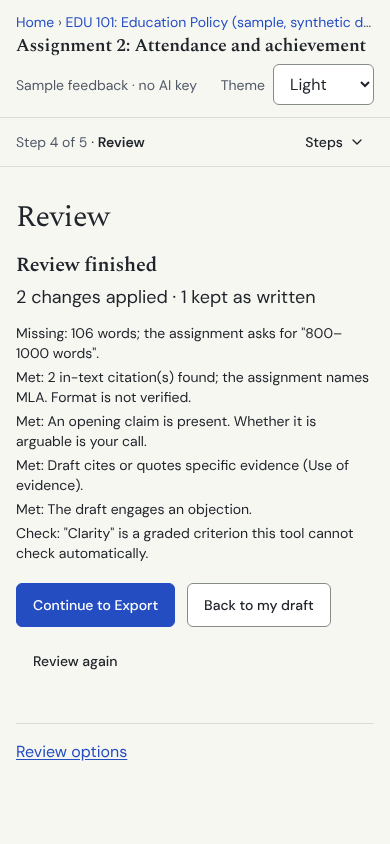 Home › EDU 101: Education Policy (sample, synthetic d…
Assignment 2: Attendance and achievement
Sample feedback · no AI key Theme Light
Step 4 of 5 · Review Steps
Review
Review finished
2 changes applied · 1 kept as written
Missing: 106 words; the assignment asks for "800–
1000 words".
Met: 2 in-text citation(s) found; the assignment names
MLA. Format is not verified.
Met: An opening claim is present. Whether it is
arguable is your call.
Met: Draft cites or quotes specific evidence (Use of
evidence).
Met: The draft engages an objection.
Check: "Clarity" is a graded criterion this tool cannot
check automatically.
Continue to Export Back to my draft
Review again
Review options